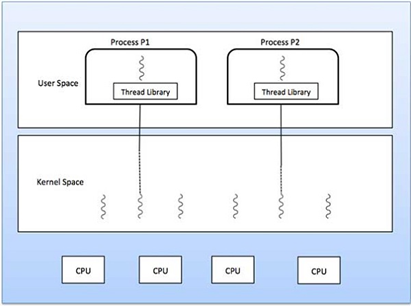 Process P1
Process P2
User Space
Thread Library
Thread Library
Kernel Space
CPU
CPU
CPU
CPU